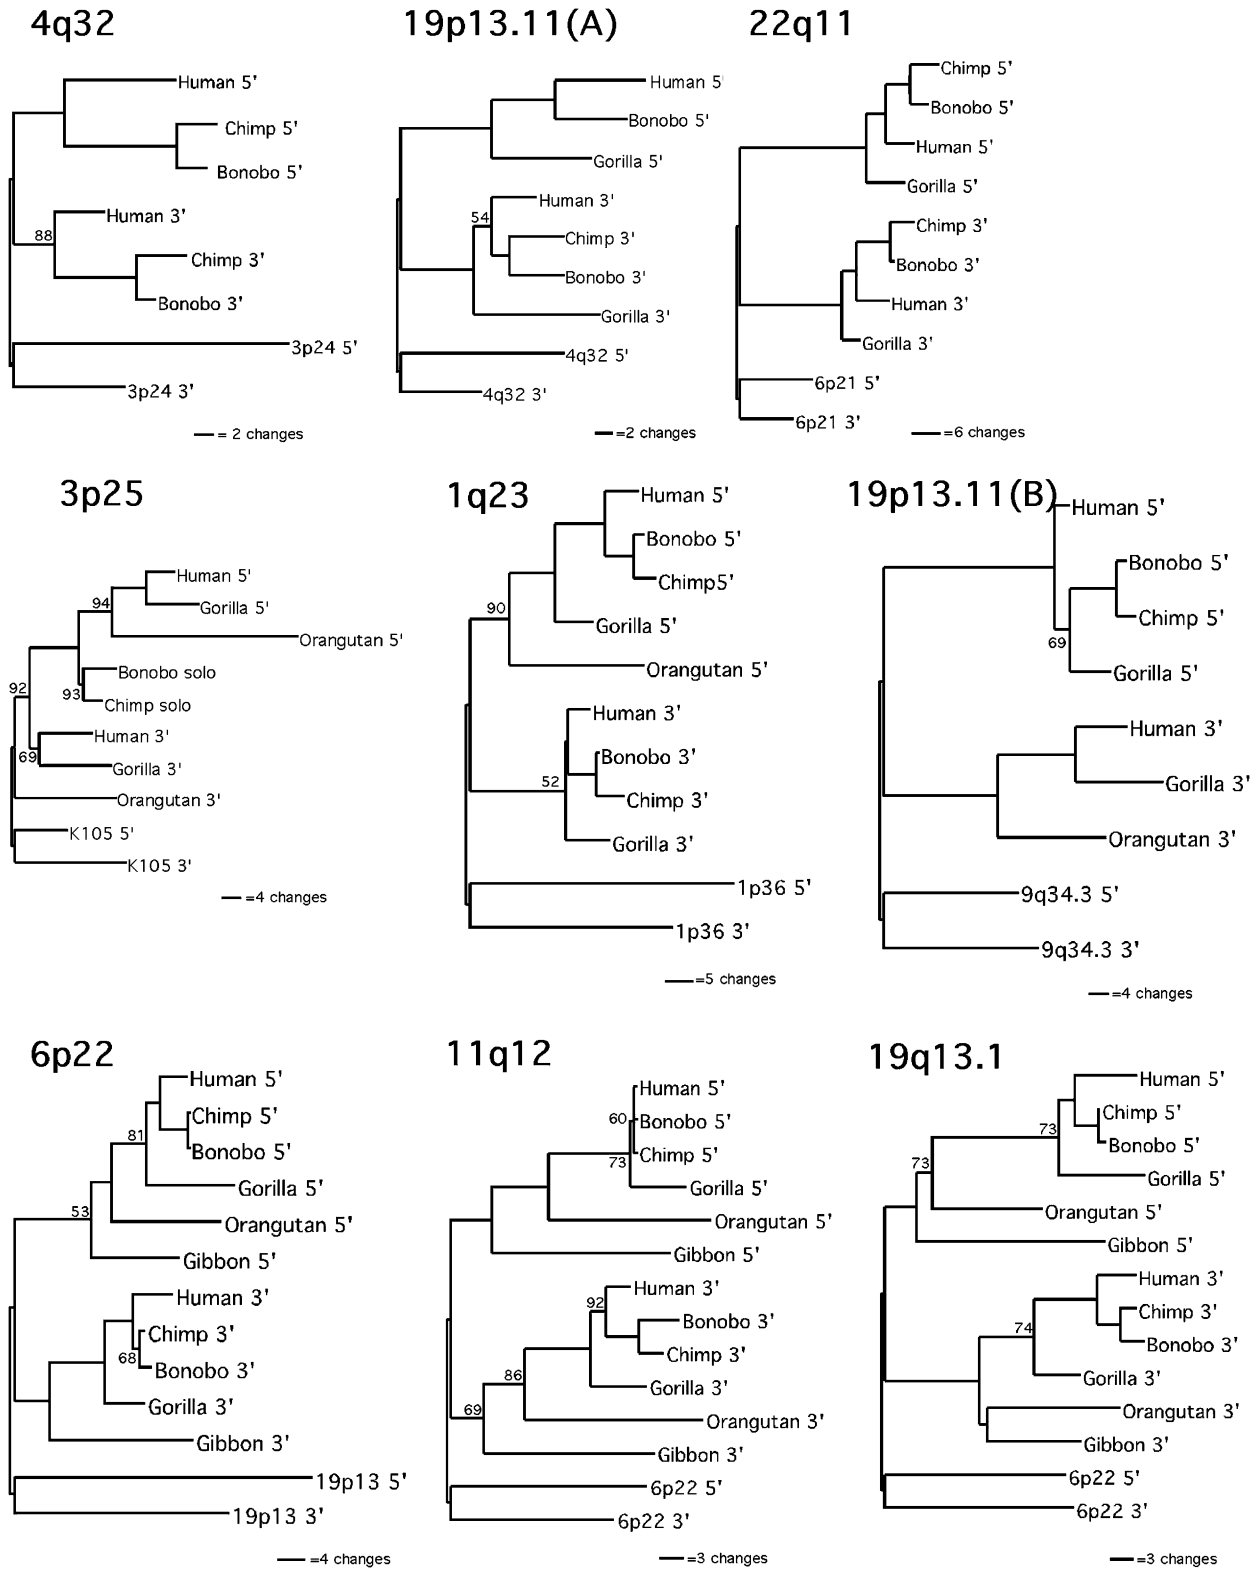 4q32
Human 5'
Chimp 5'
Bonobo 5'
88
Human 3'
Chimp 3'
Bonobo 3'
3p24 5'
3p24 3'
= 2 changes
19p13.11(A)
Human 5'
Bonobo 5'
Gorilla 5'
54
Human 3'
Chimp 3'
Bonobo 3'
Gorilla 3'
4q32 5'
4q32 3'
=2 changes
22q11
Chimp 5'
Bonobo 5'
Human 5'
Gorilla 5'
Chimp 3'
Bonobo 3'
Human 3'
Gorilla 3'
6p21 5'
6p21 3'
=6 changes
3p25
Human 5'
94
Gorilla 5'
Orangutan 5'
Bonobo solo
92
93
Chimp solo
Human 3'
69
Gorilla 3'
Orangutan 3'
K105 5'
K105 3'
=4 changes
1q23
Human 5'
Bonobo 5'
Chimp5'
90
Gorilla 5'
Orangutan 5'
Human 3'
Bonobo 3'
52
Chimp 3'
Gorilla 3'
1p36 5'
1p36 3'
=5 changes
19p13.11(B)
Human 5'
Bonobo 5'
Chimp 5'
69
Gorilla 5'
Human 3'
Gorilla 3'
Orangutan 3'
9q34.3 5'
9q34.3 3'
=4 changes
6p22
Human 5'
Chimp 5'
81
Bonobo 5'
Gorilla 5'
53
Orangutan 5'
Gibbon 5'
Human 3'
Chimp 3'
68
Bonobo 3'
Gorilla 3'
Gibbon 3'
19p13 5'
19p13 3'
=4 changes
11q12
Human 5'
60
Bonobo 5'
Chimp 5'
73
Gorilla 5'
Orangutan 5'
Gibbon 5'
Human 3'
92
Bonobo 3'
Chimp 3'
86
Gorilla 3'
69
Orangutan 3'
Gibbon 3'
6p22 5'
6p22 3'
=3 changes
19q13.1
Human 5'
Chimp 5'
73
Bonobo 5'
73
Gorilla 5'
Orangutan 5'
Gibbon 5'
Human 3'
Chimp 3'
74
Bonobo 3'
Gorilla 3'
Orangutan 3'
Gibbon 3'
6p22 5'
6p22 3'
=3 changes